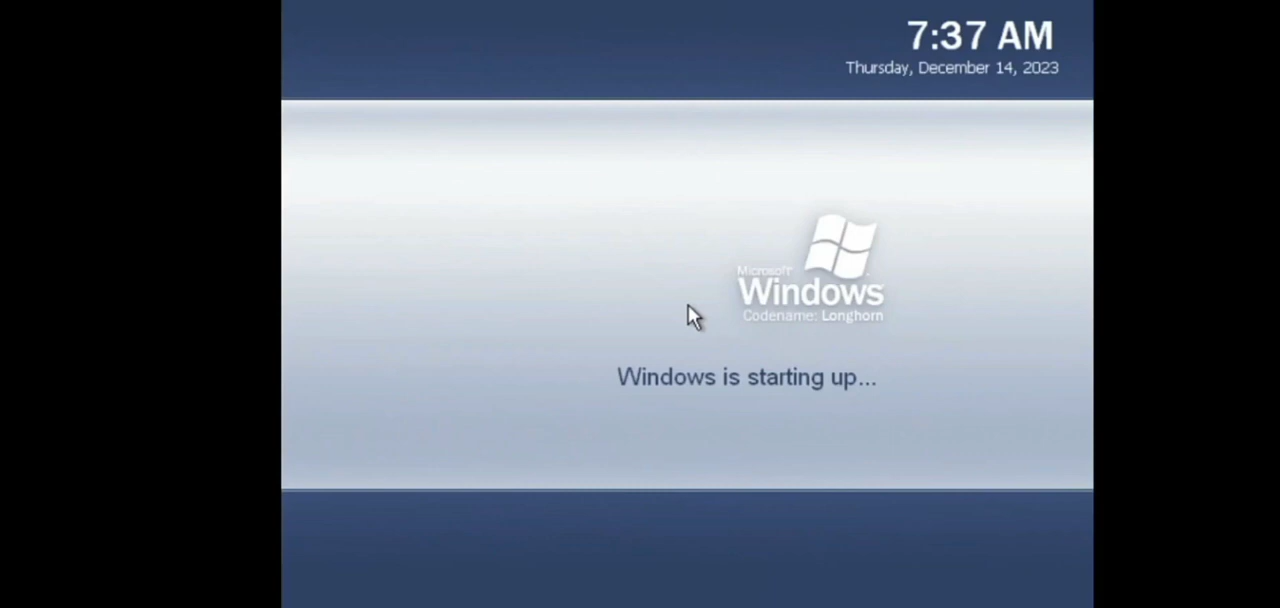 7:37 AM
Thursday, December 14, 2023
Microsoft
Windows
Codename: Longhorn
Windows is starting up...